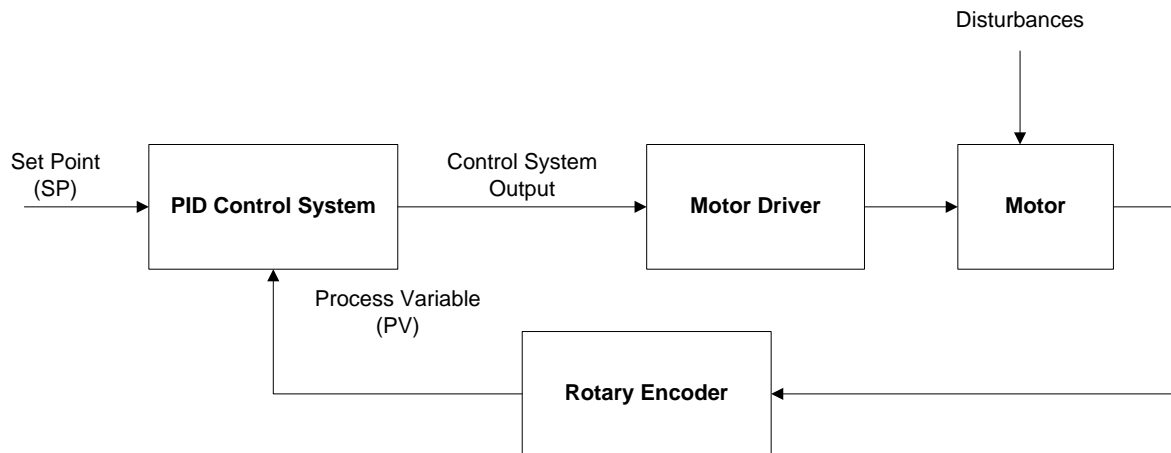 Disturbances
Set Point
(SP)
PID Control System
Control System
Output
Motor Driver
Motor
Process Variable
(PV)
Rotary Encoder